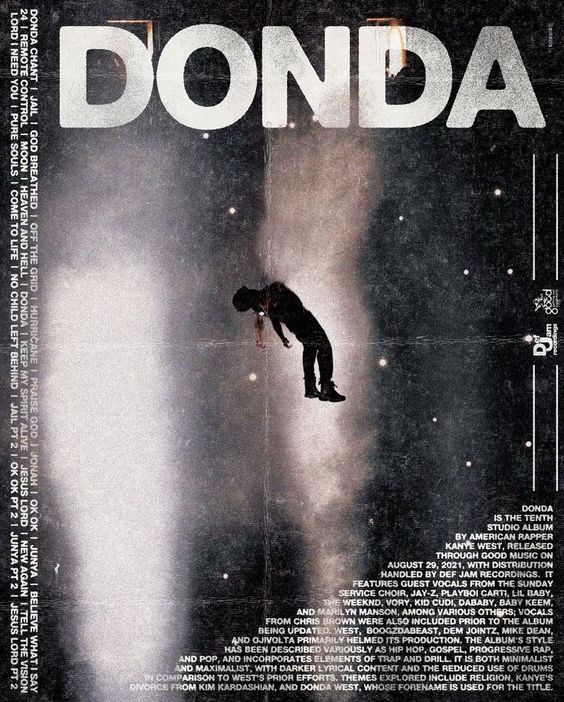 DONDA
DONDA CHANT | JAIL | GOD BREATHED | OFF THE GRID | HURRICANE | PRAISE GOD | JONAH | OK OK | JUNYA | BELIEVE WHAT I SAY
24 | REMOTE CONTROL | MOON | HEAVEN AND HELL | DONDA | KEEP MY SPIRIT ALIVE | JESUS LORD | NEW AGAIN | TELL THE VISION
LORD I NEED YOU | PURE SOULS | COME TO LIFE | NO CHILD LEFT BEHIND | JAIL PT 2 | OK OK PT 2 | JUNYA PT 2 | JESUS LORD PT 2
good
Def Jam
recordings
DONDA
IS THE TENTH
STUDIO ALBUM
BY AMERICAN RAPPER
KANYE WEST, RELEASED
THROUGH GOOD MUSIC ON
AUGUST 29, 2021, WITH DISTRIBUTION
HANDLED BY DEF JAM RECORDINGS. IT
FEATURES GUEST VOCALS FROM THE SUNDAY
SERVICE CHOIR, JAY-Z, PLAYBOI CARTI, LIL BABY,
THE WEEKND, VORY, KID CUDI, DABABY, BABY KEEM,
AND MARILYN MANSON, AMONG VARIOUS OTHERS; VOCALS
FROM CHRIS BROWN WERE ALSO INCLUDED PRIOR TO THE ALBUM
BEING UPDATED. WEST, BOOGZDABEAST, DEM JOINTZ, MIKE DEAN,
AND OJIVOLTA PRIMARILY HELMED ITS PRODUCTION. THE ALBUM'S STYLE
HAS BEEN DESCRIBED VARIOUSLY AS HIP HOP, GOSPEL, PROGRESSIVE RAP,
AND POP, AND INCORPORATES ELEMENTS OF TRAP AND DRILL. IT IS BOTH MINIMALIST
AND MAXIMALIST, WITH DARKER LYRICAL CONTENT AND THE REDUCED USE OF DRUMS
IN COMPARISON TO WEST'S PRIOR EFFORTS. THEMES EXPLORED INCLUDE RELIGION, KANYE'S
DIVORCE FROM KIM KARDASHIAN, AND DONDA WEST, WHOSE FORENAME IS USED FOR THE TITLE.